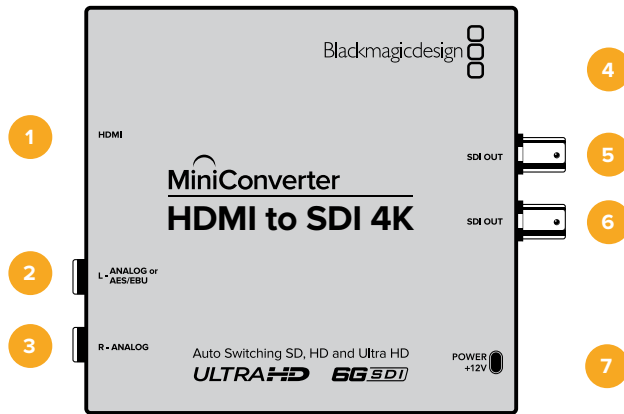 Blackmagicdesign
4
1
HDMI
5
SDI OUT
MiniConverter
HDMI to SDI 4K
6
SDI OUT
2
L - ANALOG or
AES/EBU
3
R - ANALOG
Auto Switching SD, HD and Ultra HD
ULTRAHD 6G SDI
POWER
+12V
7